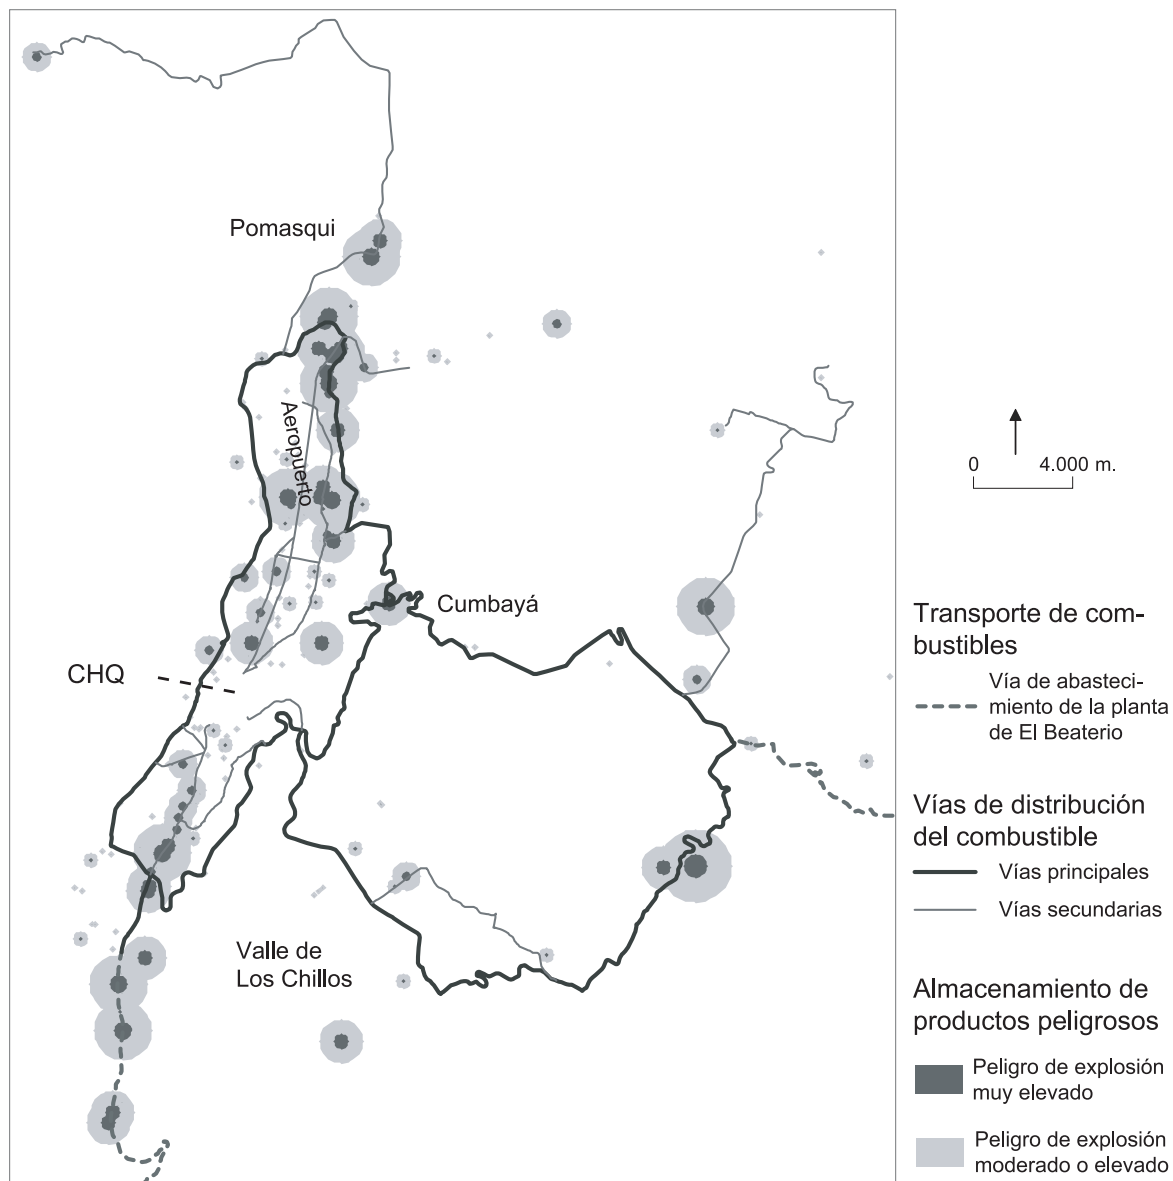 Pomasqui
Aeropuerto
Cumbayá
CHQ
Valle de
Los Chillos
0 4.000 m.
Transporte de com-
bustibles
Vía de abasteci-
miento de la planta
de El Beaterio
Vías de distribución
del combustible
Vías principales
Vías secundarias
Almacenamiento de
productos peligrosos
Peligro de explosión
muy elevado
Peligro de explosión
moderado o elevado